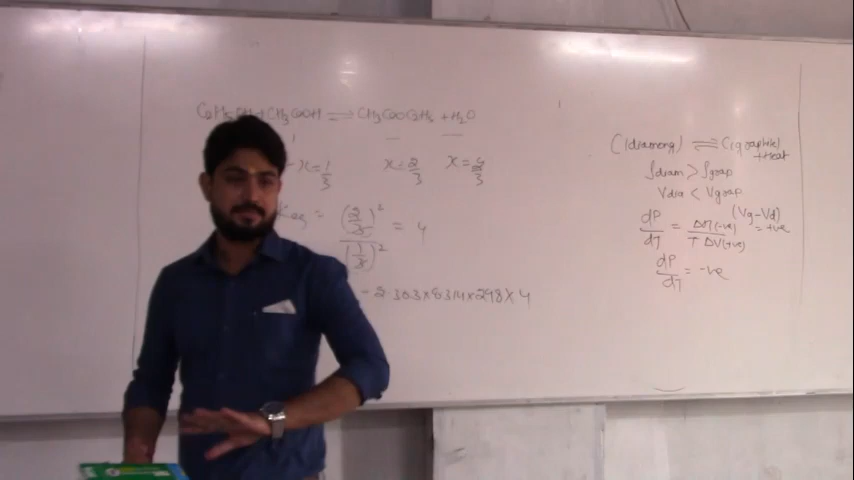 C2H5OH + CH3COOH ⇌ CH3COOC2H5 + H2O
1 — —
-x = 1/3 x = 2/3 x = 2/3
Keq = (2/3)² / (1/3)² = 4
- 2.303×8.314×298×4
C(diamond) ⇌ C(graphite)
+Heat
ρdiam > ρgrap
Vdia < Vgrap
(Vg-Vd)
dP/dT = ΔH(-ve) / T ΔV(+ve) = +ve
dP/dT = -ve